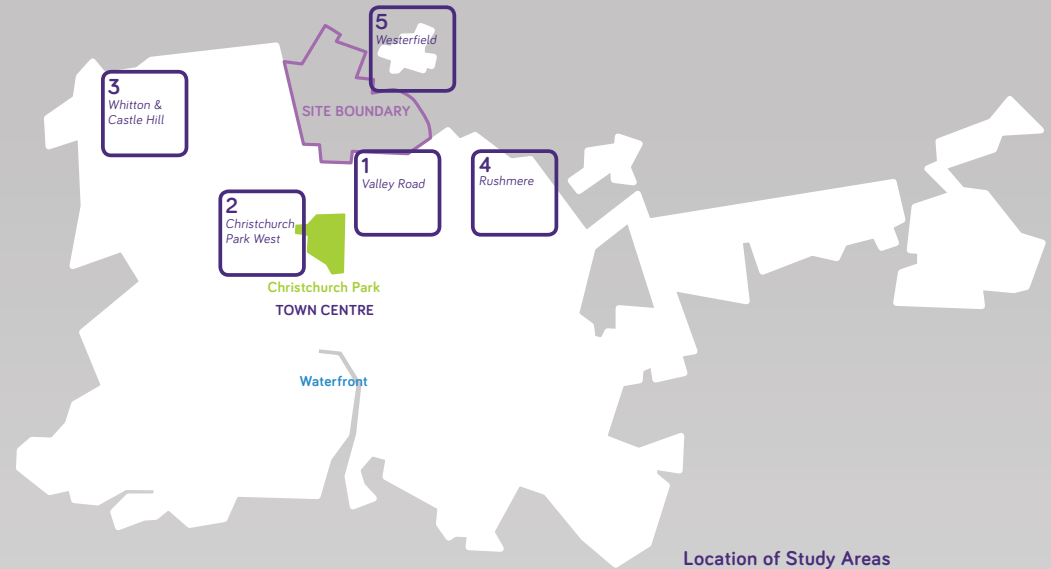 5
Westerfield
3
Whitton &
Castle Hill
SITE BOUNDARY
1
Valley Road
4
Rushmere
2
Christchurch
Park West
Christchurch Park
TOWN CENTRE
Waterfront
Location of Study Areas